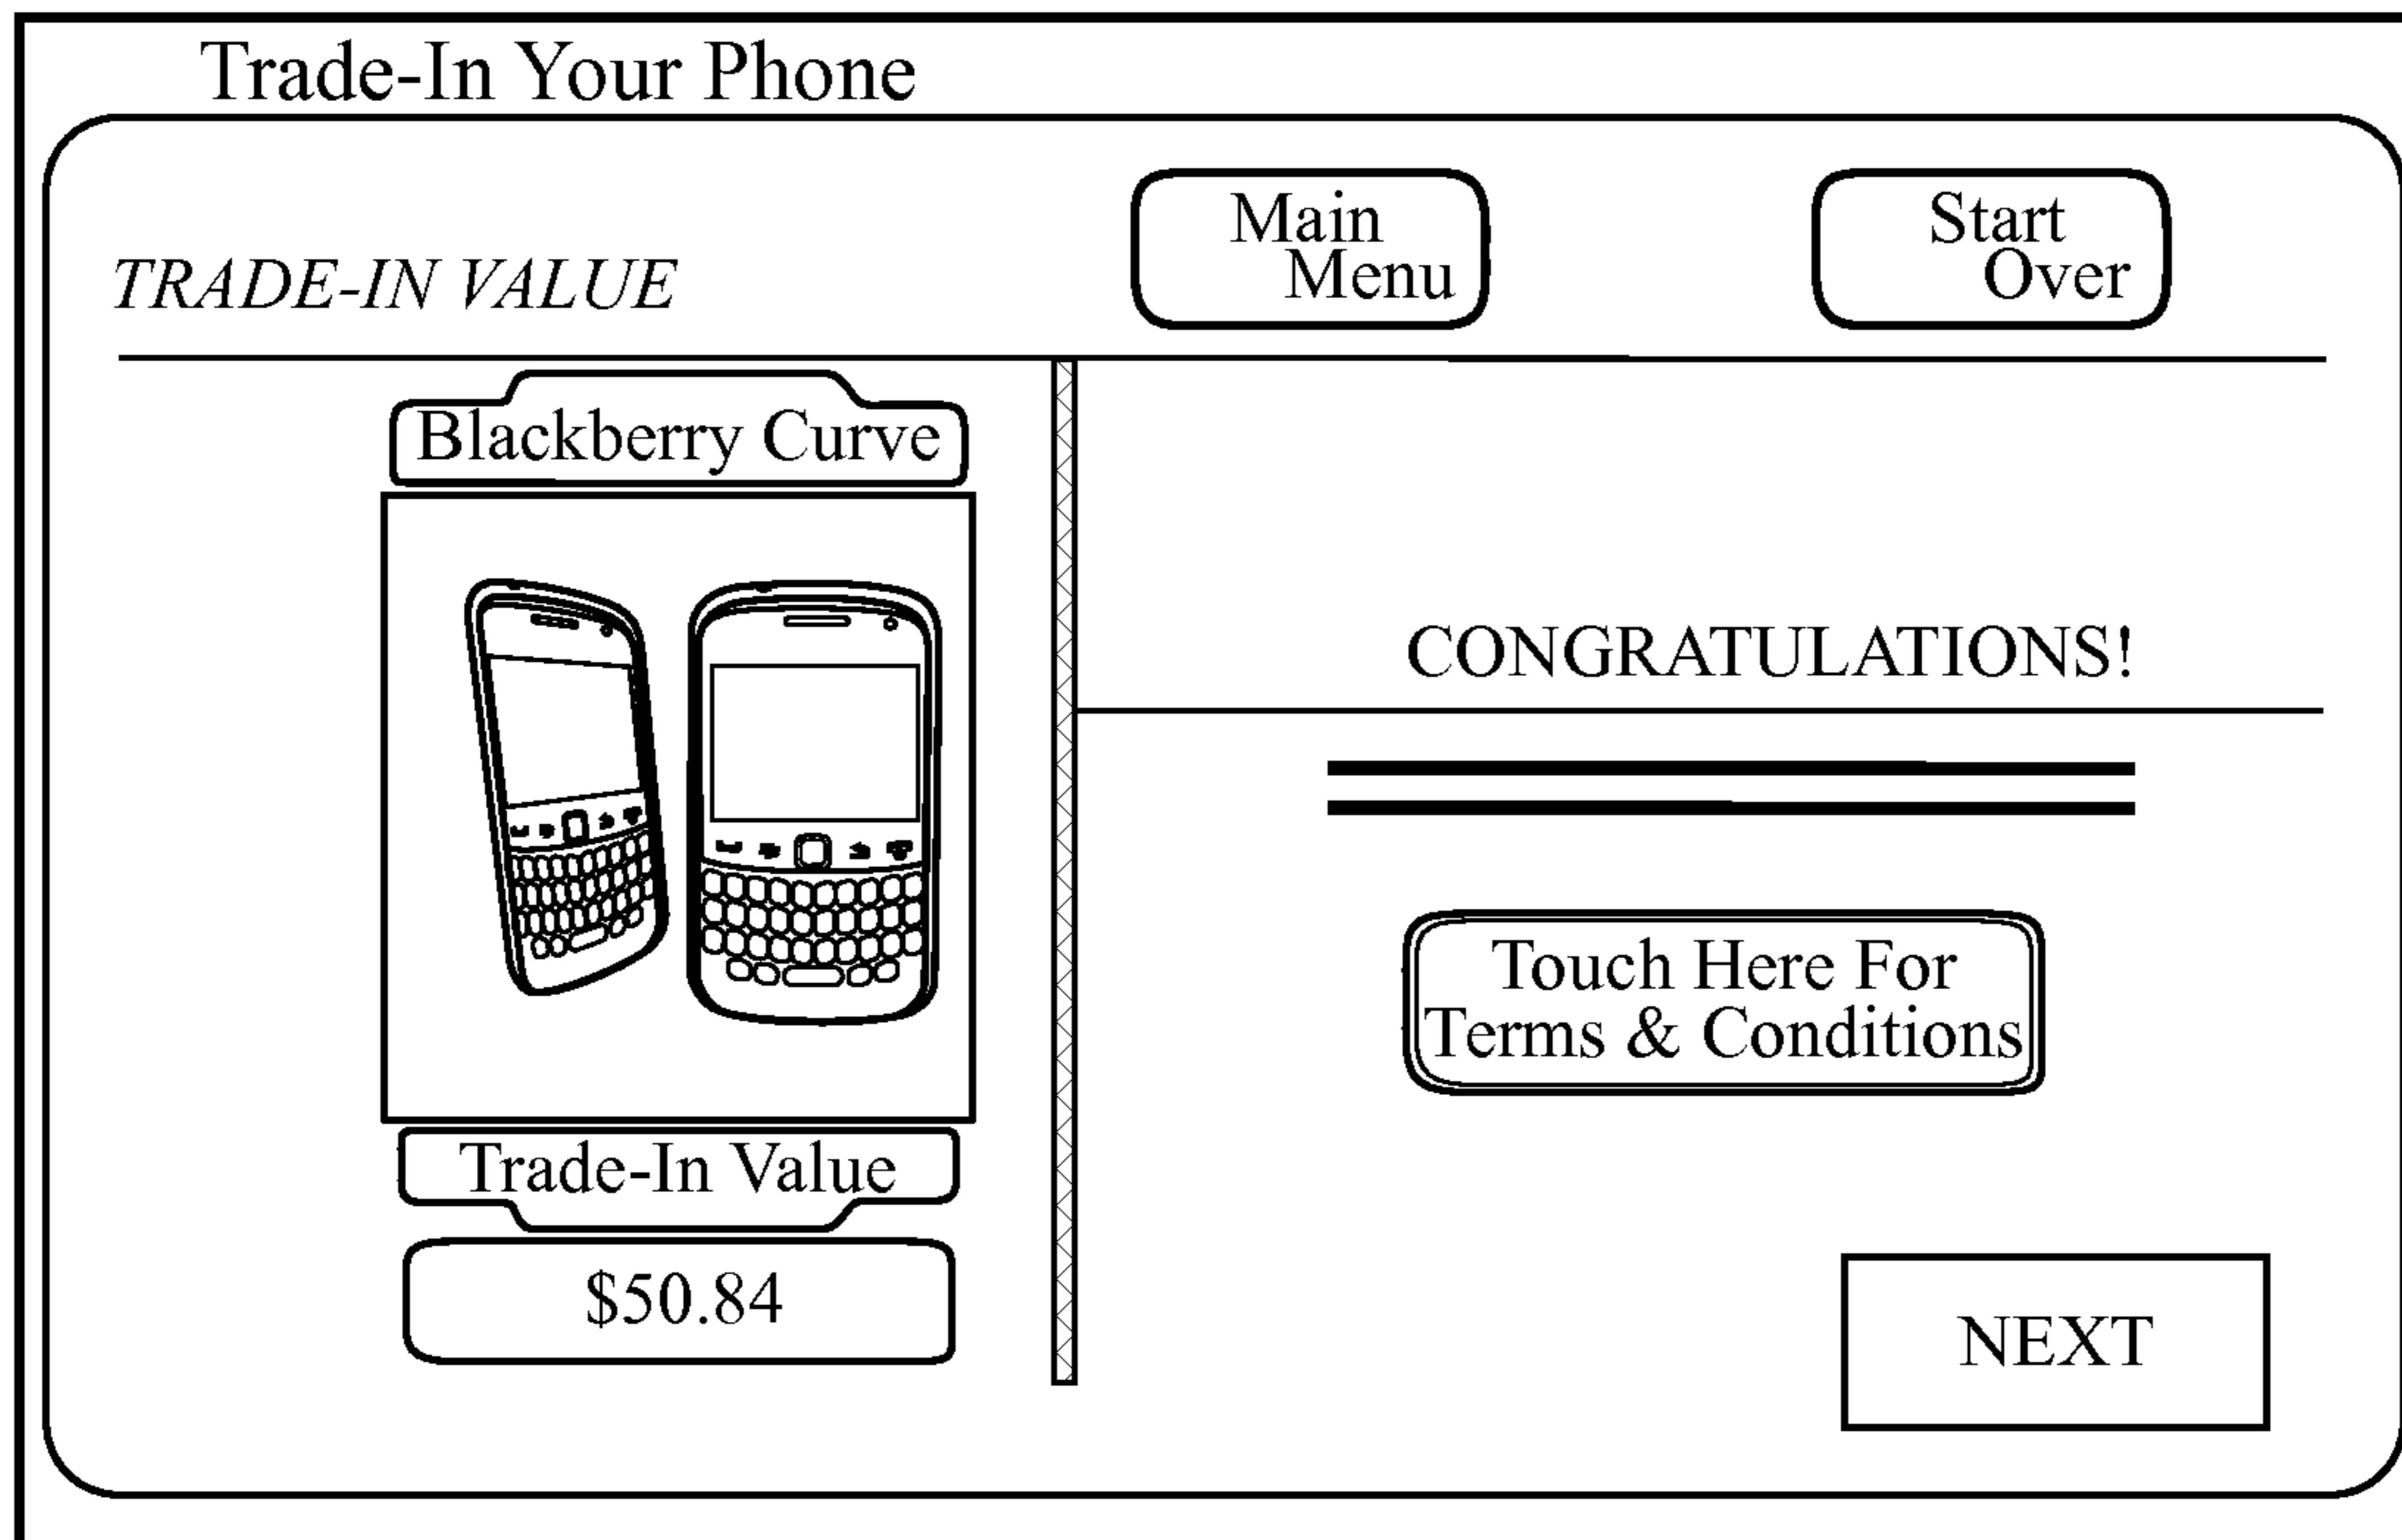 Trade-In Your Phone
TRADE-IN VALUE
Main
Menu
Start
Over
Blackberry Curve
Trade-In Value
$50.84
CONGRATULATIONS!
Touch Here For
Terms & Conditions
NEXT